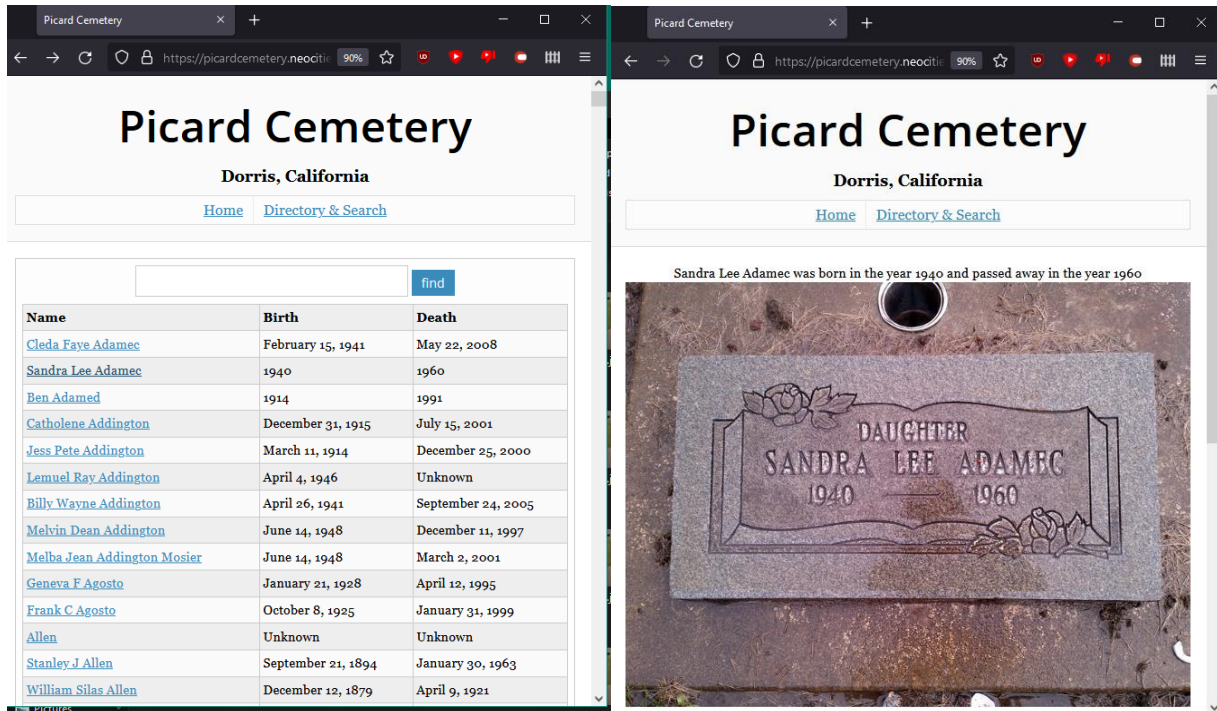 Picard Cemetery
https://picardcemetery.neocitie 90%
Picard Cemetery
Dorris, California
Home Directory & Search
find
Name Birth Death
Cleda Faye Adamec February 15, 1941 May 22, 2008
Sandra Lee Adamec 1940 1960
Ben Adamed 1914 1991
Catholene Addington December 31, 1915 July 15, 2001
Jess Pete Addington March 11, 1914 December 25, 2000
Lemuel Ray Addington April 4, 1946 Unknown
Billy Wayne Addington April 26, 1941 September 24, 2005
Melvin Dean Addington June 14, 1948 December 11, 1997
Melba Jean Addington Mosier June 14, 1948 March 2, 2001
Geneva F Agosto January 21, 1928 April 12, 1995
Frank C Agosto October 8, 1925 January 31, 1999
Allen Unknown Unknown
Stanley J Allen September 21, 1894 January 30, 1963
William Silas Allen December 12, 1879 April 9, 1921
Pictures
Picard Cemetery
https://picardcemetery.neocitie 90%
Picard Cemetery
Dorris, California
Home Directory & Search
Sandra Lee Adamec was born in the year 1940 and passed away in the year 1960
DAUGHTER
SANDRA LEE ADAMEC
1940 1960